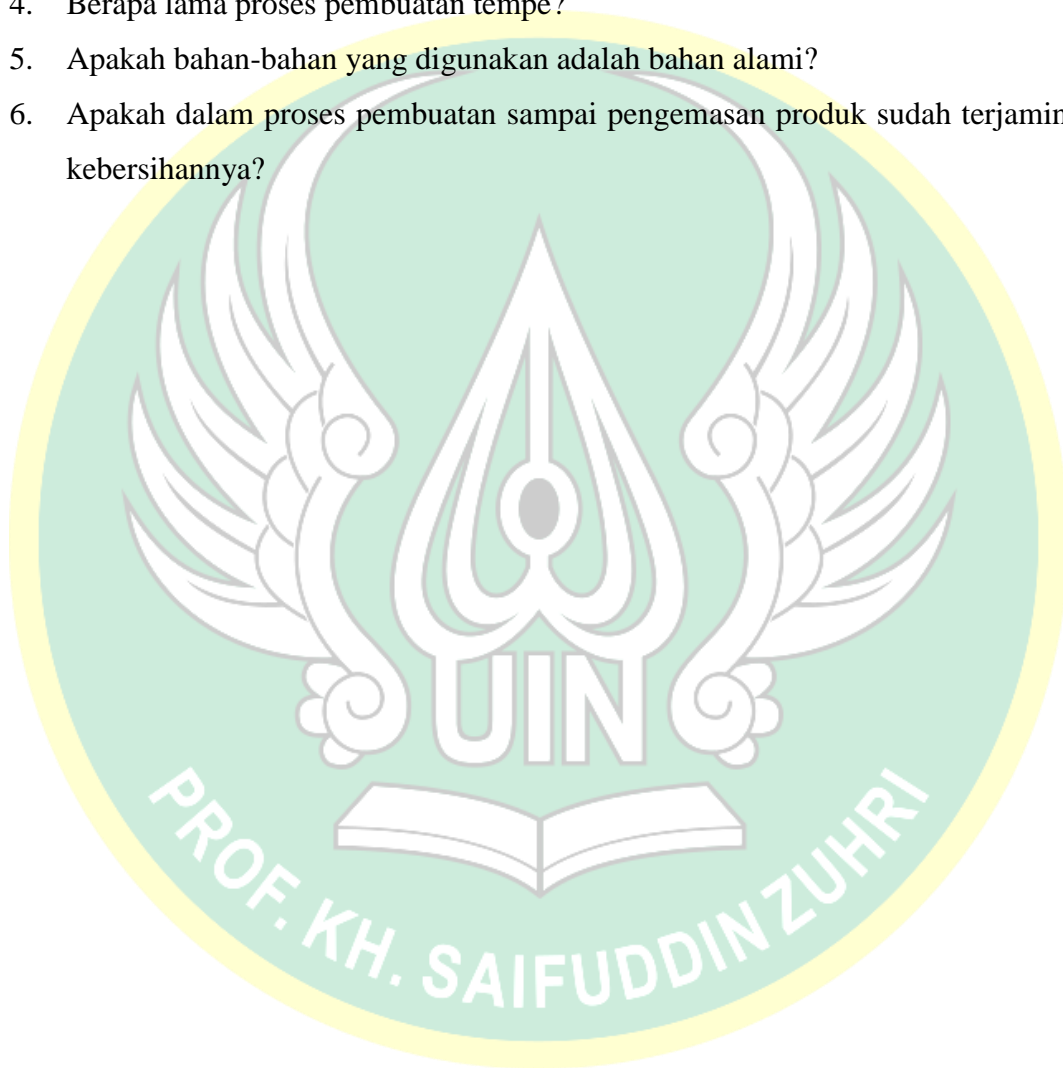 4. Berapa lama proses pembuatan tempe?
5. Apakah bahan-bahan yang digunakan adalah bahan alami?
6. Apakah dalam proses pembuatan sampai pengemasan produk sudah terjamin
kebersihannya?
UIN
PROF. KH. SAIFUDDIN ZUHRI